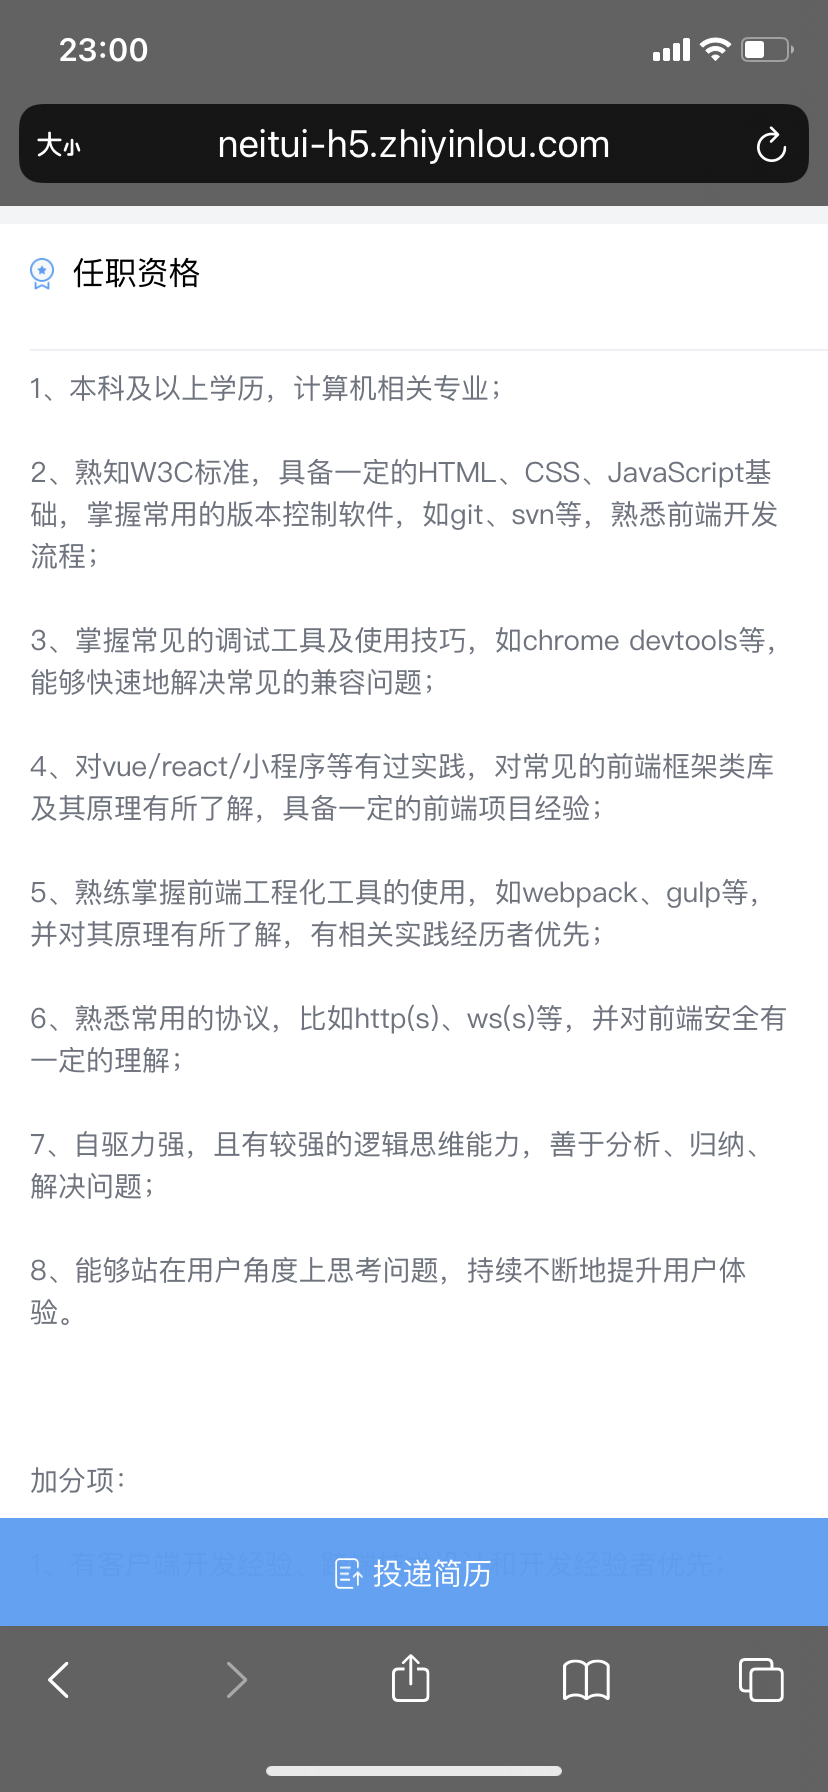 23:00
大小
neitui-h5.zhiyinlou.com
任职资格
1、本科及以上学历，计算机相关专业；
2、熟知W3C标准，具备一定的HTML、CSS、JavaScript基
础，掌握常用的版本控制软件，如git、svn等，熟悉前端开发
流程；
3、掌握常见的调试工具及使用技巧，如chrome devtools等，
能够快速地解决常见的兼容问题；
4、对vue/react/小程序等有过实践，对常见的前端框架类库
及其原理有所了解，具备一定的前端项目经验；
5、熟练掌握前端工程化工具的使用，如webpack、gulp等，
并对其原理有所了解，有相关实践经历者优先；
6、熟悉常用的协议，比如http(s)、ws(s)等，并对前端安全有
一定的理解；
7、自驱力强，且有较强的逻辑思维能力，善于分析、归纳、
解决问题；
8、能够站在用户角度上思考问题，持续不断地提升用户体
验。
加分项：
1、有客户端开发经验、
和开发经验者优先；
投递简历